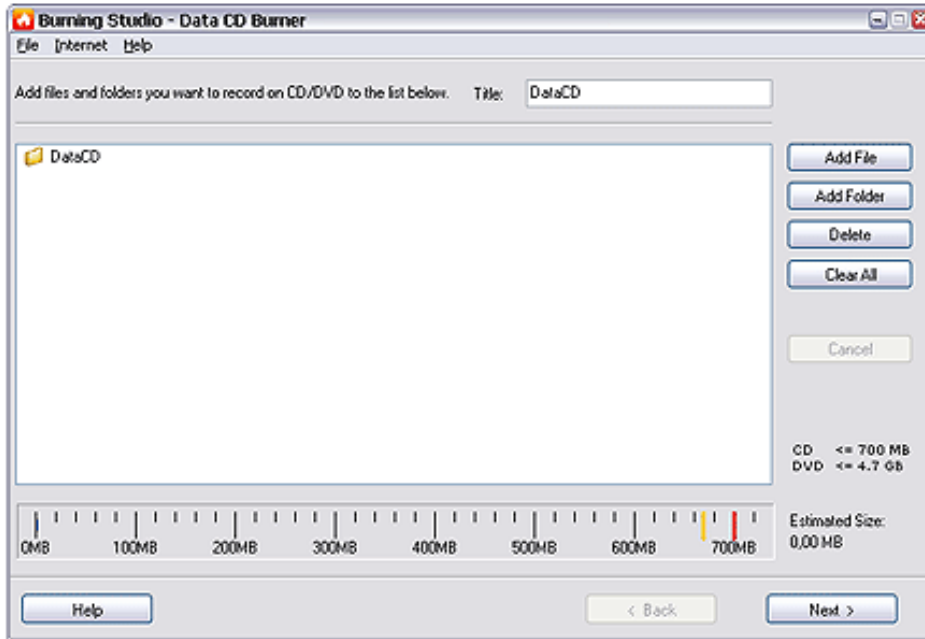 Burning Studio - Data CD Burner
File Internet Help
Add files and folders you want to record on CD/DVD to the list below. Title: DataCD
DataCD
Add File
Add Folder
Delete
Clear All
Cancel
CD <= 700 MB
DVD <= 4.7 GB
0MB 100MB 200MB 300MB 400MB 500MB 600MB 700MB
Estimated Size:
0,00 MB
Help < Back Next >